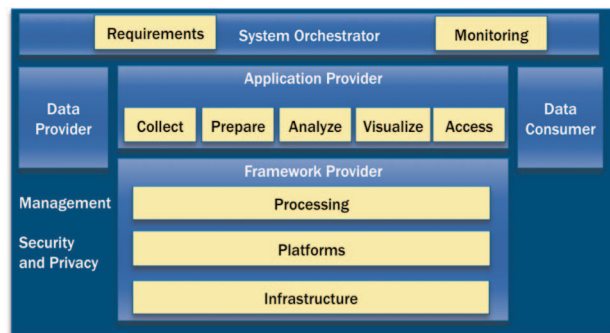 Requirements
System Orchestrator
Monitoring
Data
Provider
Application Provider
Collect
Prepare
Analyze
Visualize
Access
Data
Consumer
Framework Provider
Processing
Platforms
Infrastructure
Management
Security
and Privacy